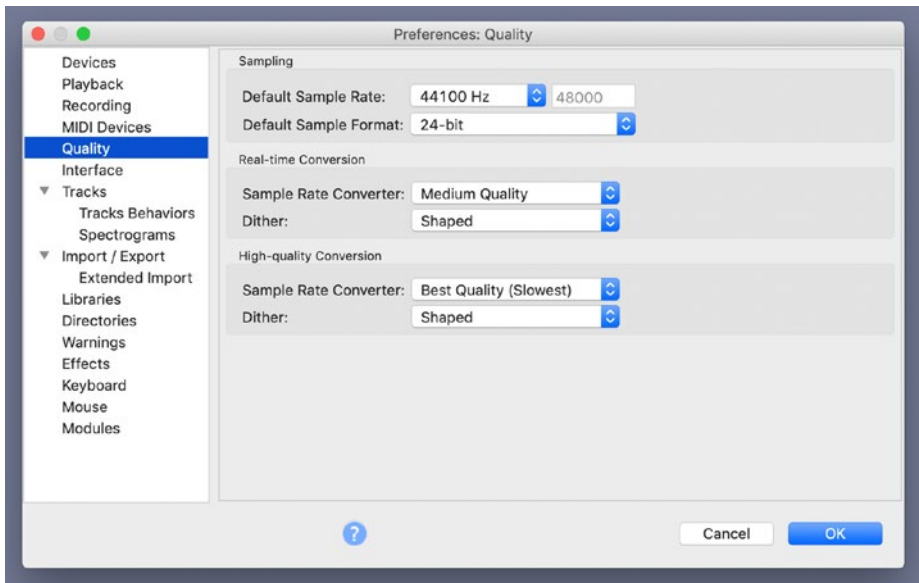 Preferences: Quality
Devices
Playback
Recording
MIDI Devices
Quality
Interface
Tracks
Tracks Behaviors
Spectrograms
Import / Export
Extended Import
Libraries
Directories
Warnings
Effects
Keyboard
Mouse
Modules
Sampling
Default Sample Rate: 44100 Hz 48000
Default Sample Format: 24-bit
Real-time Conversion
Sample Rate Converter: Medium Quality
Dither: Shaped
High-quality Conversion
Sample Rate Converter: Best Quality (Slowest)
Dither: Shaped
?
Cancel OK